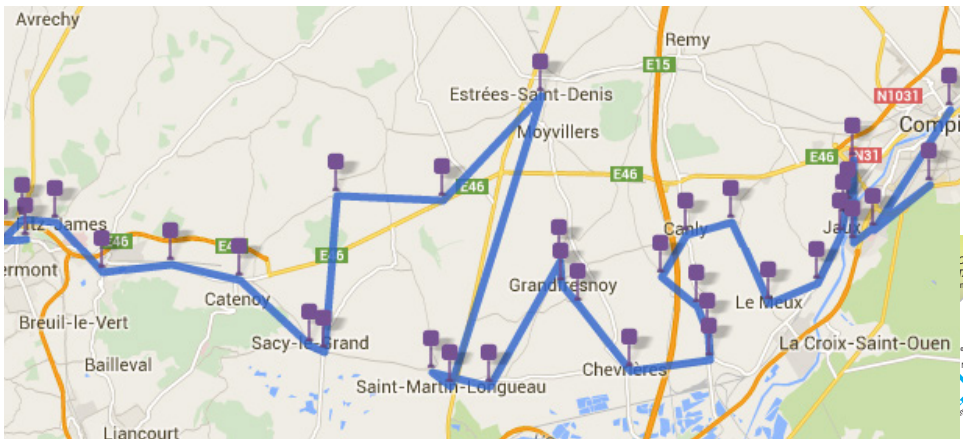 Avrechy
Remy
E15
Estrées-Saint-Denis
N1031
Moyvillers
Compi
E46
N31
E46
E46
Fitz-James
Canly
Jaux
E46
E46
ermont
Grandfresnoy
Catenoy
Le Meux
Breuil-le-Vert
Sacy-le-Grand
La Croix-Saint-Ouen
Bailleval
Chevrières
Saint-Martin-Longueau
Liancourt